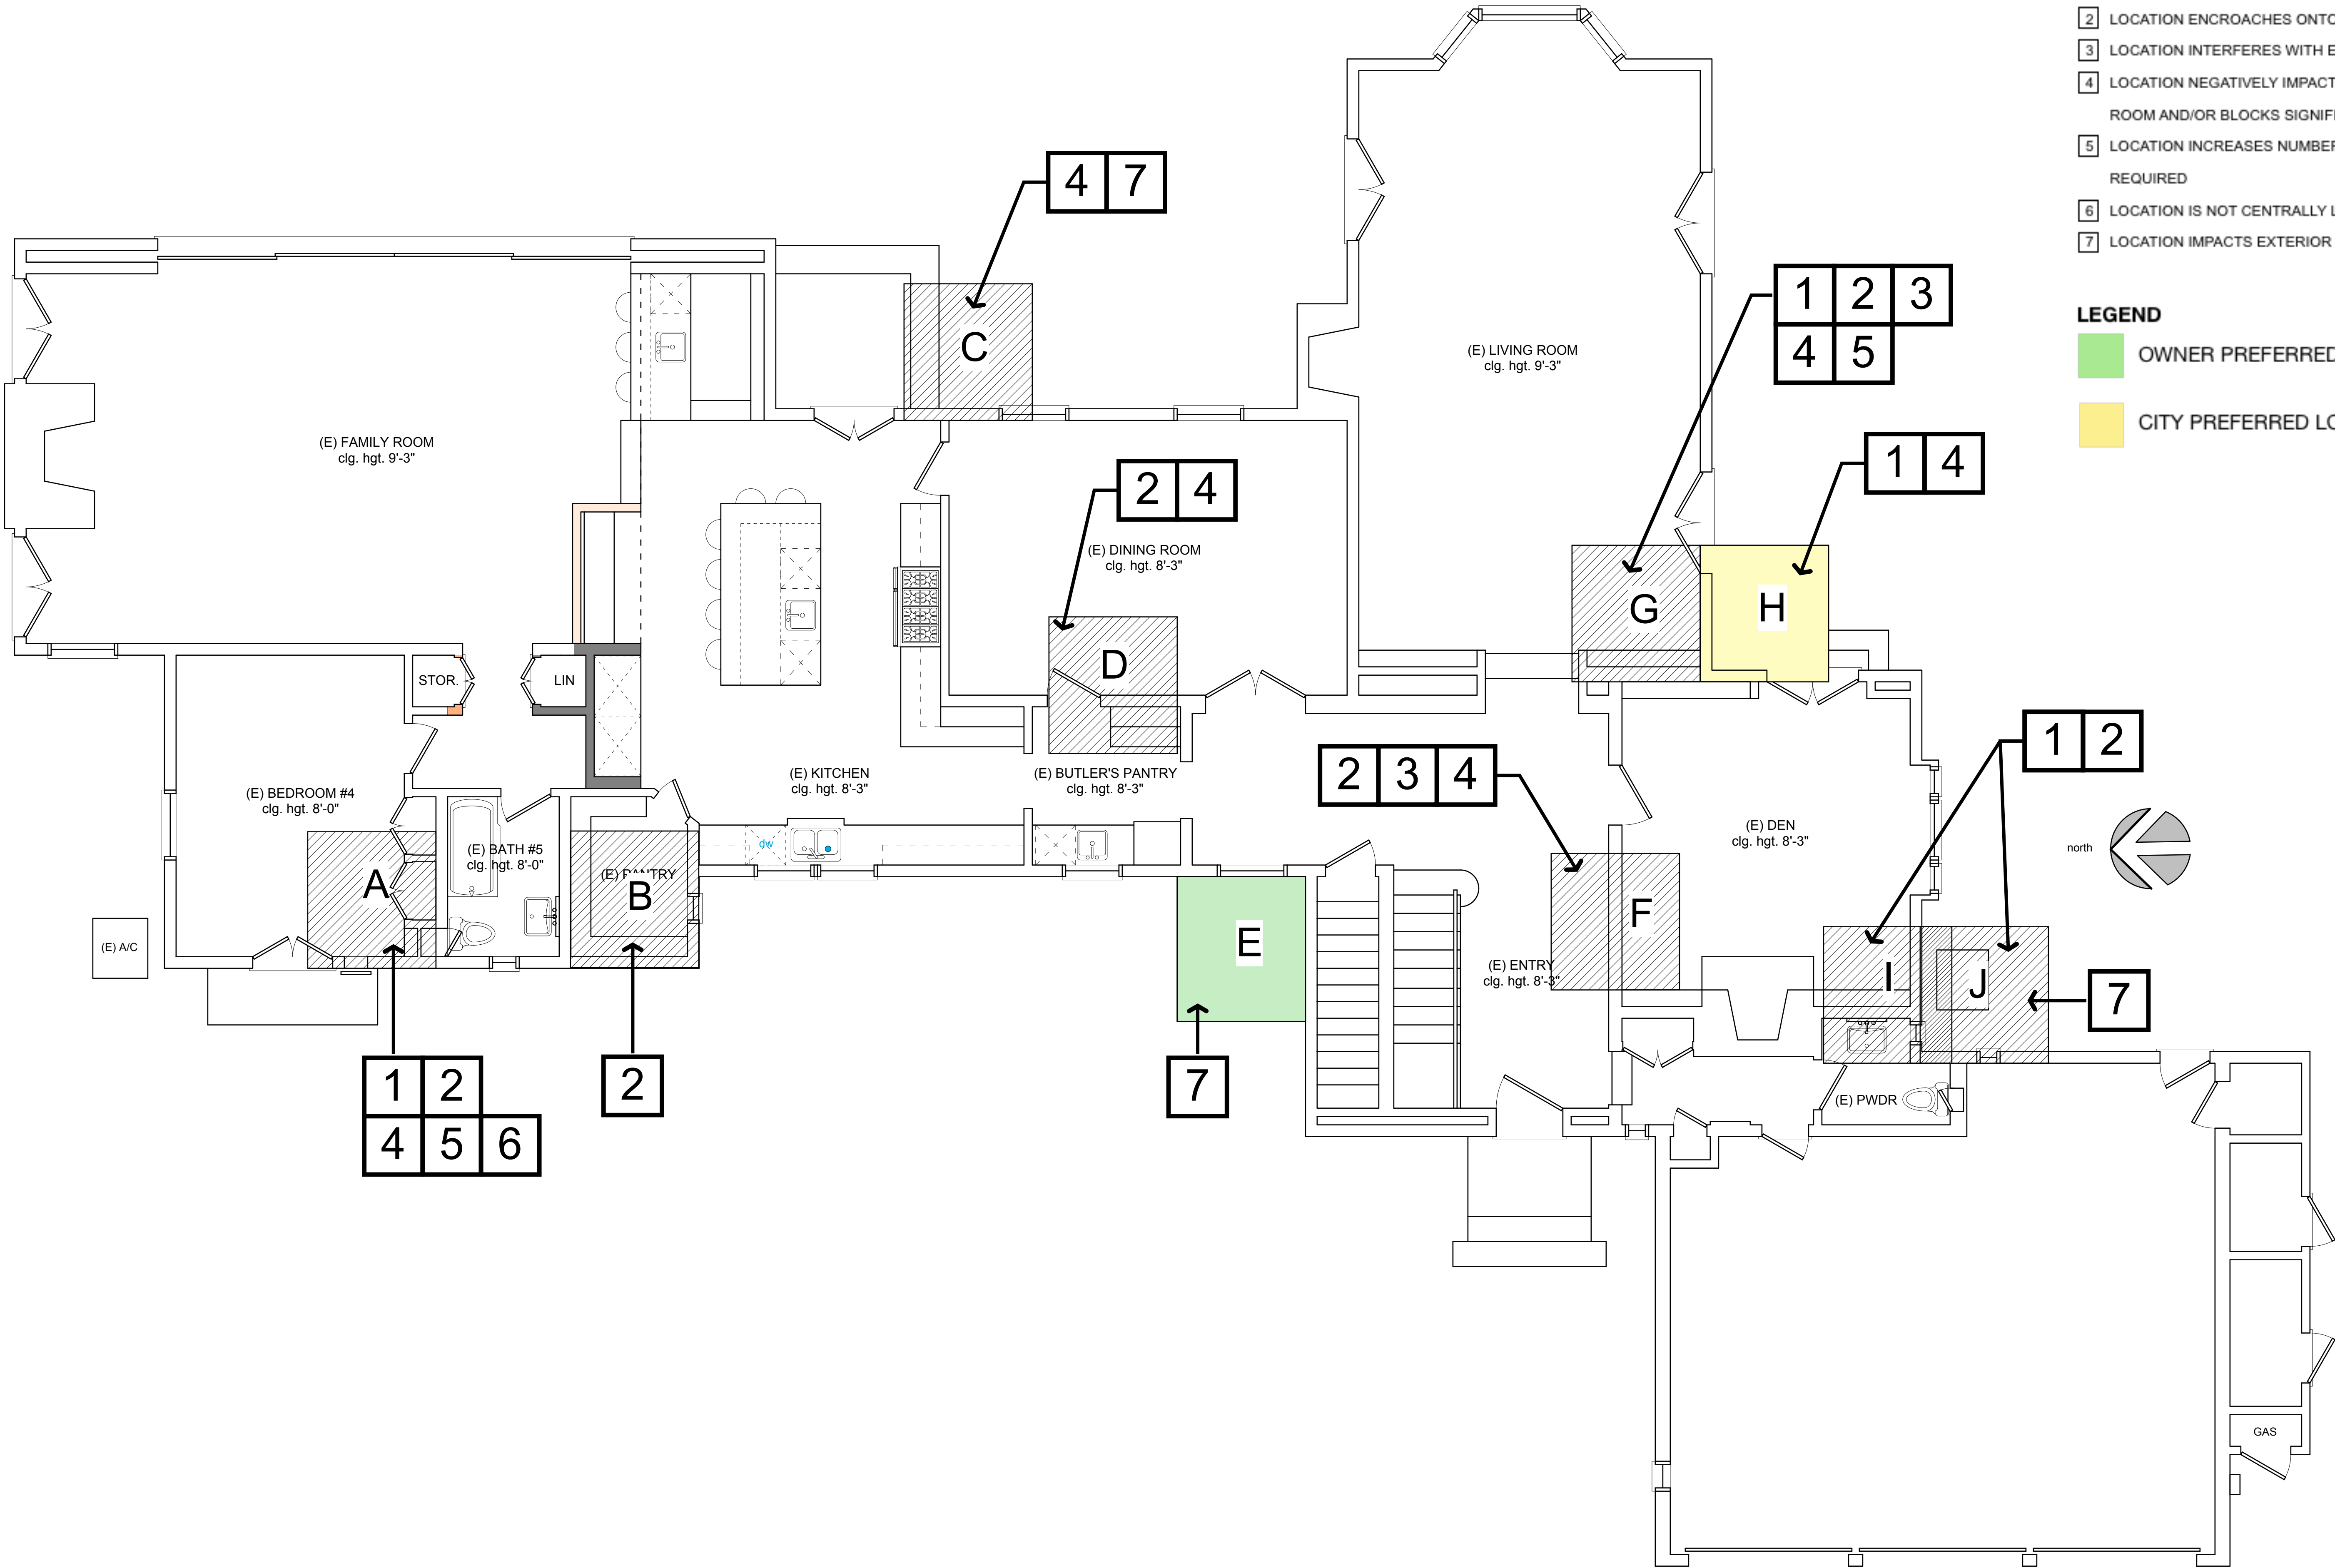 2 LOCATION ENCROACHES ONTO
3 LOCATION INTERFERES WITH E
4 LOCATION NEGATIVELY IMPACT
ROOM AND/OR BLOCKS SIGNIFI
5 LOCATION INCREASES NUMBER
REQUIRED
6 LOCATION IS NOT CENTRALLY L
7 LOCATION IMPACTS EXTERIOR
LEGEND
OWNER PREFERRED
CITY PREFERRED LO
4 7
C
1 2 3
4 5
(E) LIVING ROOM
clg. hgt. 9'-3"
(E) FAMILY ROOM
clg. hgt. 9'-3"
1 4
2 4
(E) DINING ROOM
clg. hgt. 8'-3"
G
H
D
STOR.
LIN
1 2
2 3 4
(E) KITCHEN
clg. hgt. 8'-3"
(E) BUTLER'S PANTRY
clg. hgt. 8'-3"
(E) BEDROOM #4
clg. hgt. 8'-0"
(E) DEN
clg. hgt. 8'-3"
north
dw
(E) BATH #5
clg. hgt. 8'-0"
(E) PANTRY
A
B
F
E
(E) A/C
(E) ENTRY
clg. hgt. 8'-3"
I
J
7
1 2
4 5 6
2
7
(E) PWDR
GAS